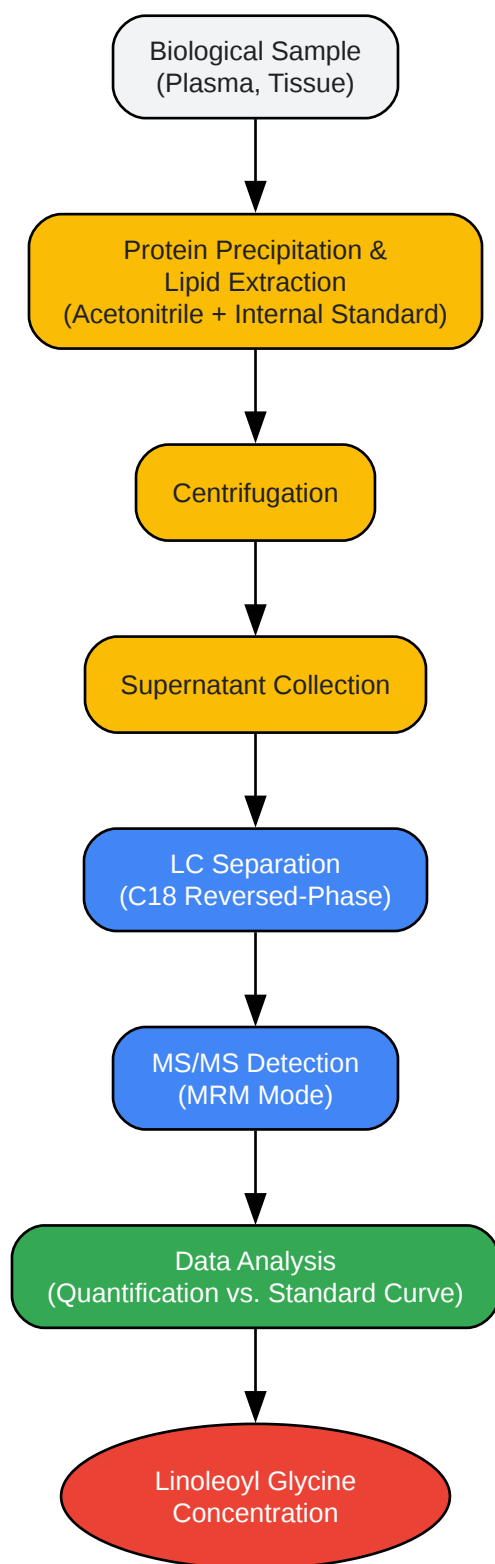 Biological Sample
(Plasma, Tissue)
Protein Precipitation &
Lipid Extraction
(Acetonitrile + Internal Standard)
Centrifugation
Supernatant Collection
LC Separation
(C18 Reversed-Phase)
MS/MS Detection
(MRM Mode)
Data Analysis
(Quantification vs. Standard Curve)
Linoleoyl Glycine
Concentration